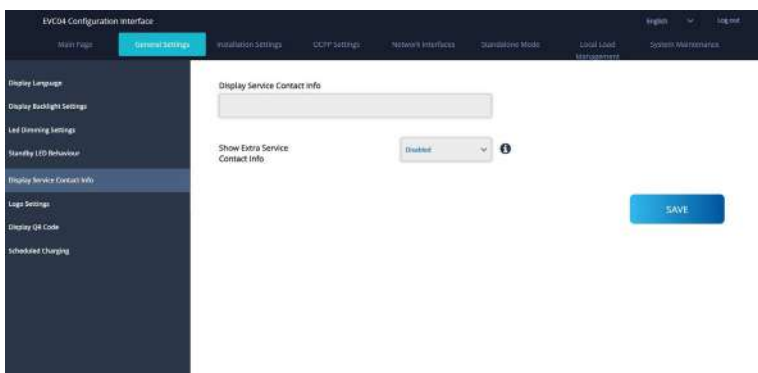 EVC04 Configuration Interface
English
Log out
Main Page
General Settings
Installation Settings
OCPP Settings
Network Interfaces
Standalone Mode
Local Load
Management
System Maintenance
Display Language
Display Backlight Settings
Led Dimming Settings
Standby LED Behaviour
Display Service Contact Info
Logo Settings
Display QR Code
Scheduled Charging
Display Service Contact Info
Show Extra Service
Contact Info
Disabled
SAVE